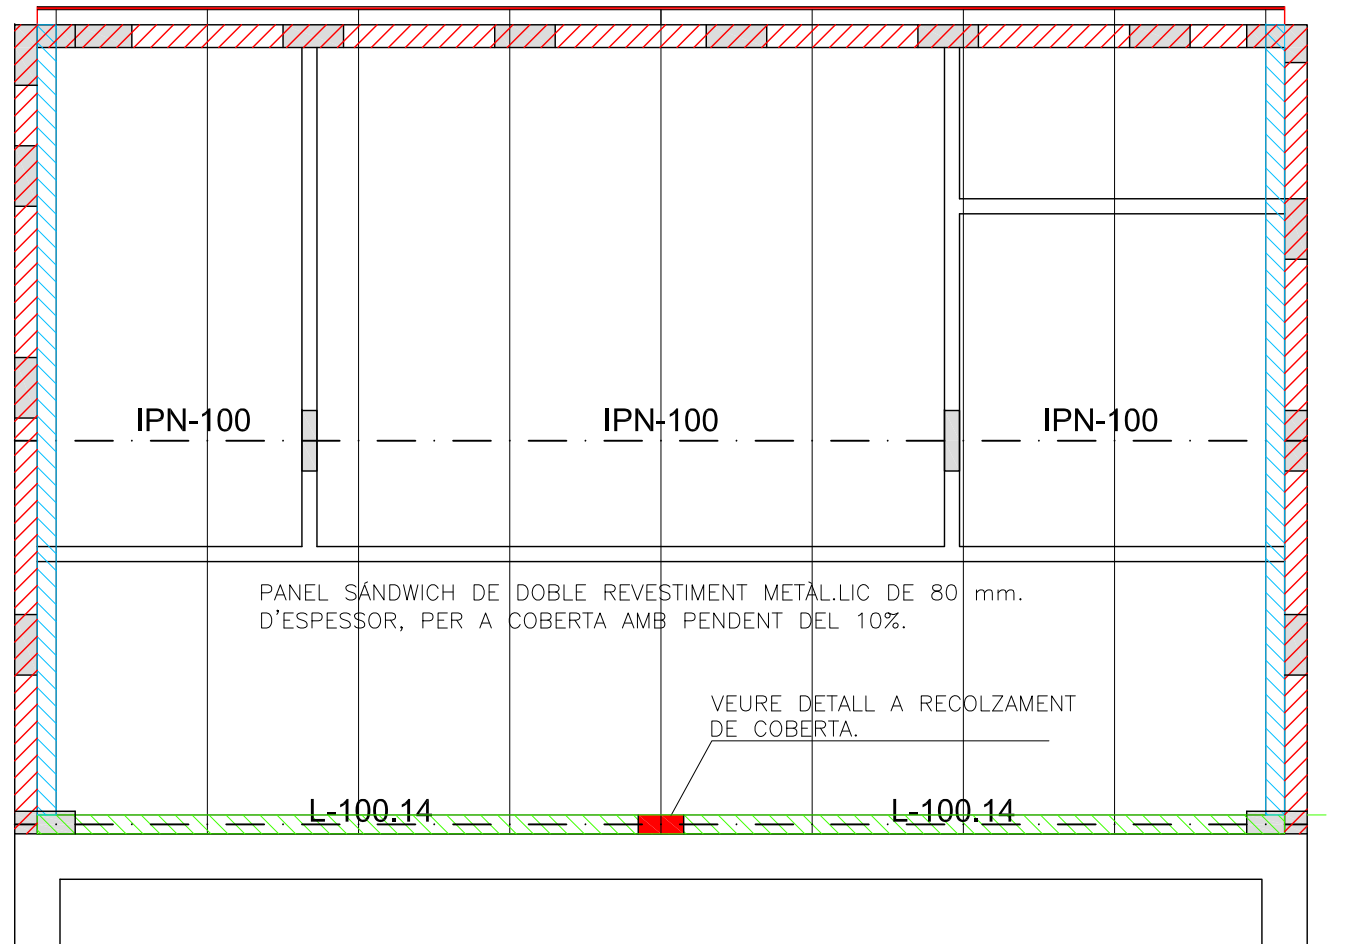 IPN-100
IPN-100
IPN-100
PANEL SÁNDWICH DE DOBLE REVESTIMENT METÀL.LIC DE 80 mm.
D'ESPESSOR, PER A COBERTA AMB PENDENT DEL 10%.
VEURE DETALL A RECOLZAMENT
DE COBERTA.
L-100.14
L-100.14